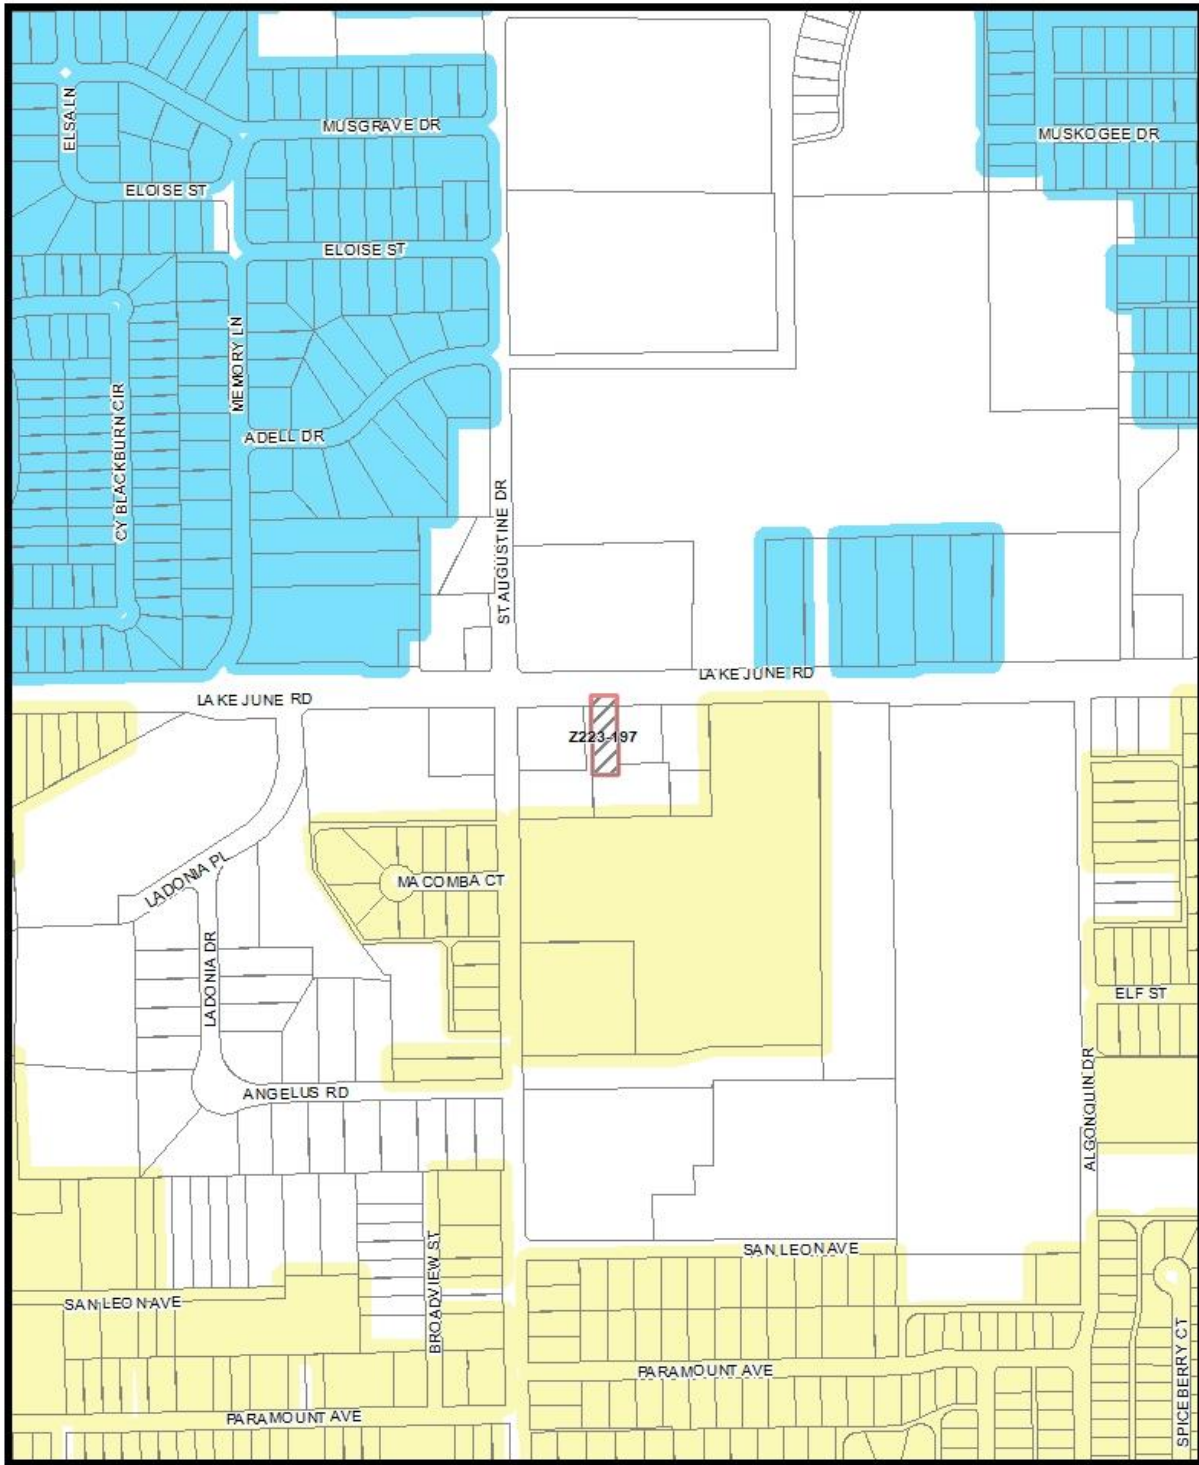 MUSGRAVE DR
ELSA LN
MUSKOGEE DR
ELOISE ST
ELOISE ST
MEMORY LN
CY BLACKBURN CIR
ADELL DR
ST AUGUSTINE DR
LAKE JUNE RD
LAKE JUNE RD
Z223-197
LADONIA PL
MACOMBA CT
LADONIA DR
ELF ST
ANGELUS RD
ALGONQUIN DR
SAN LEON AVE
SAN LEON AVE
BROADVIEW ST
PARAMOUNT AVE
SPICEBERRY CT
PARAMOUNT AVE